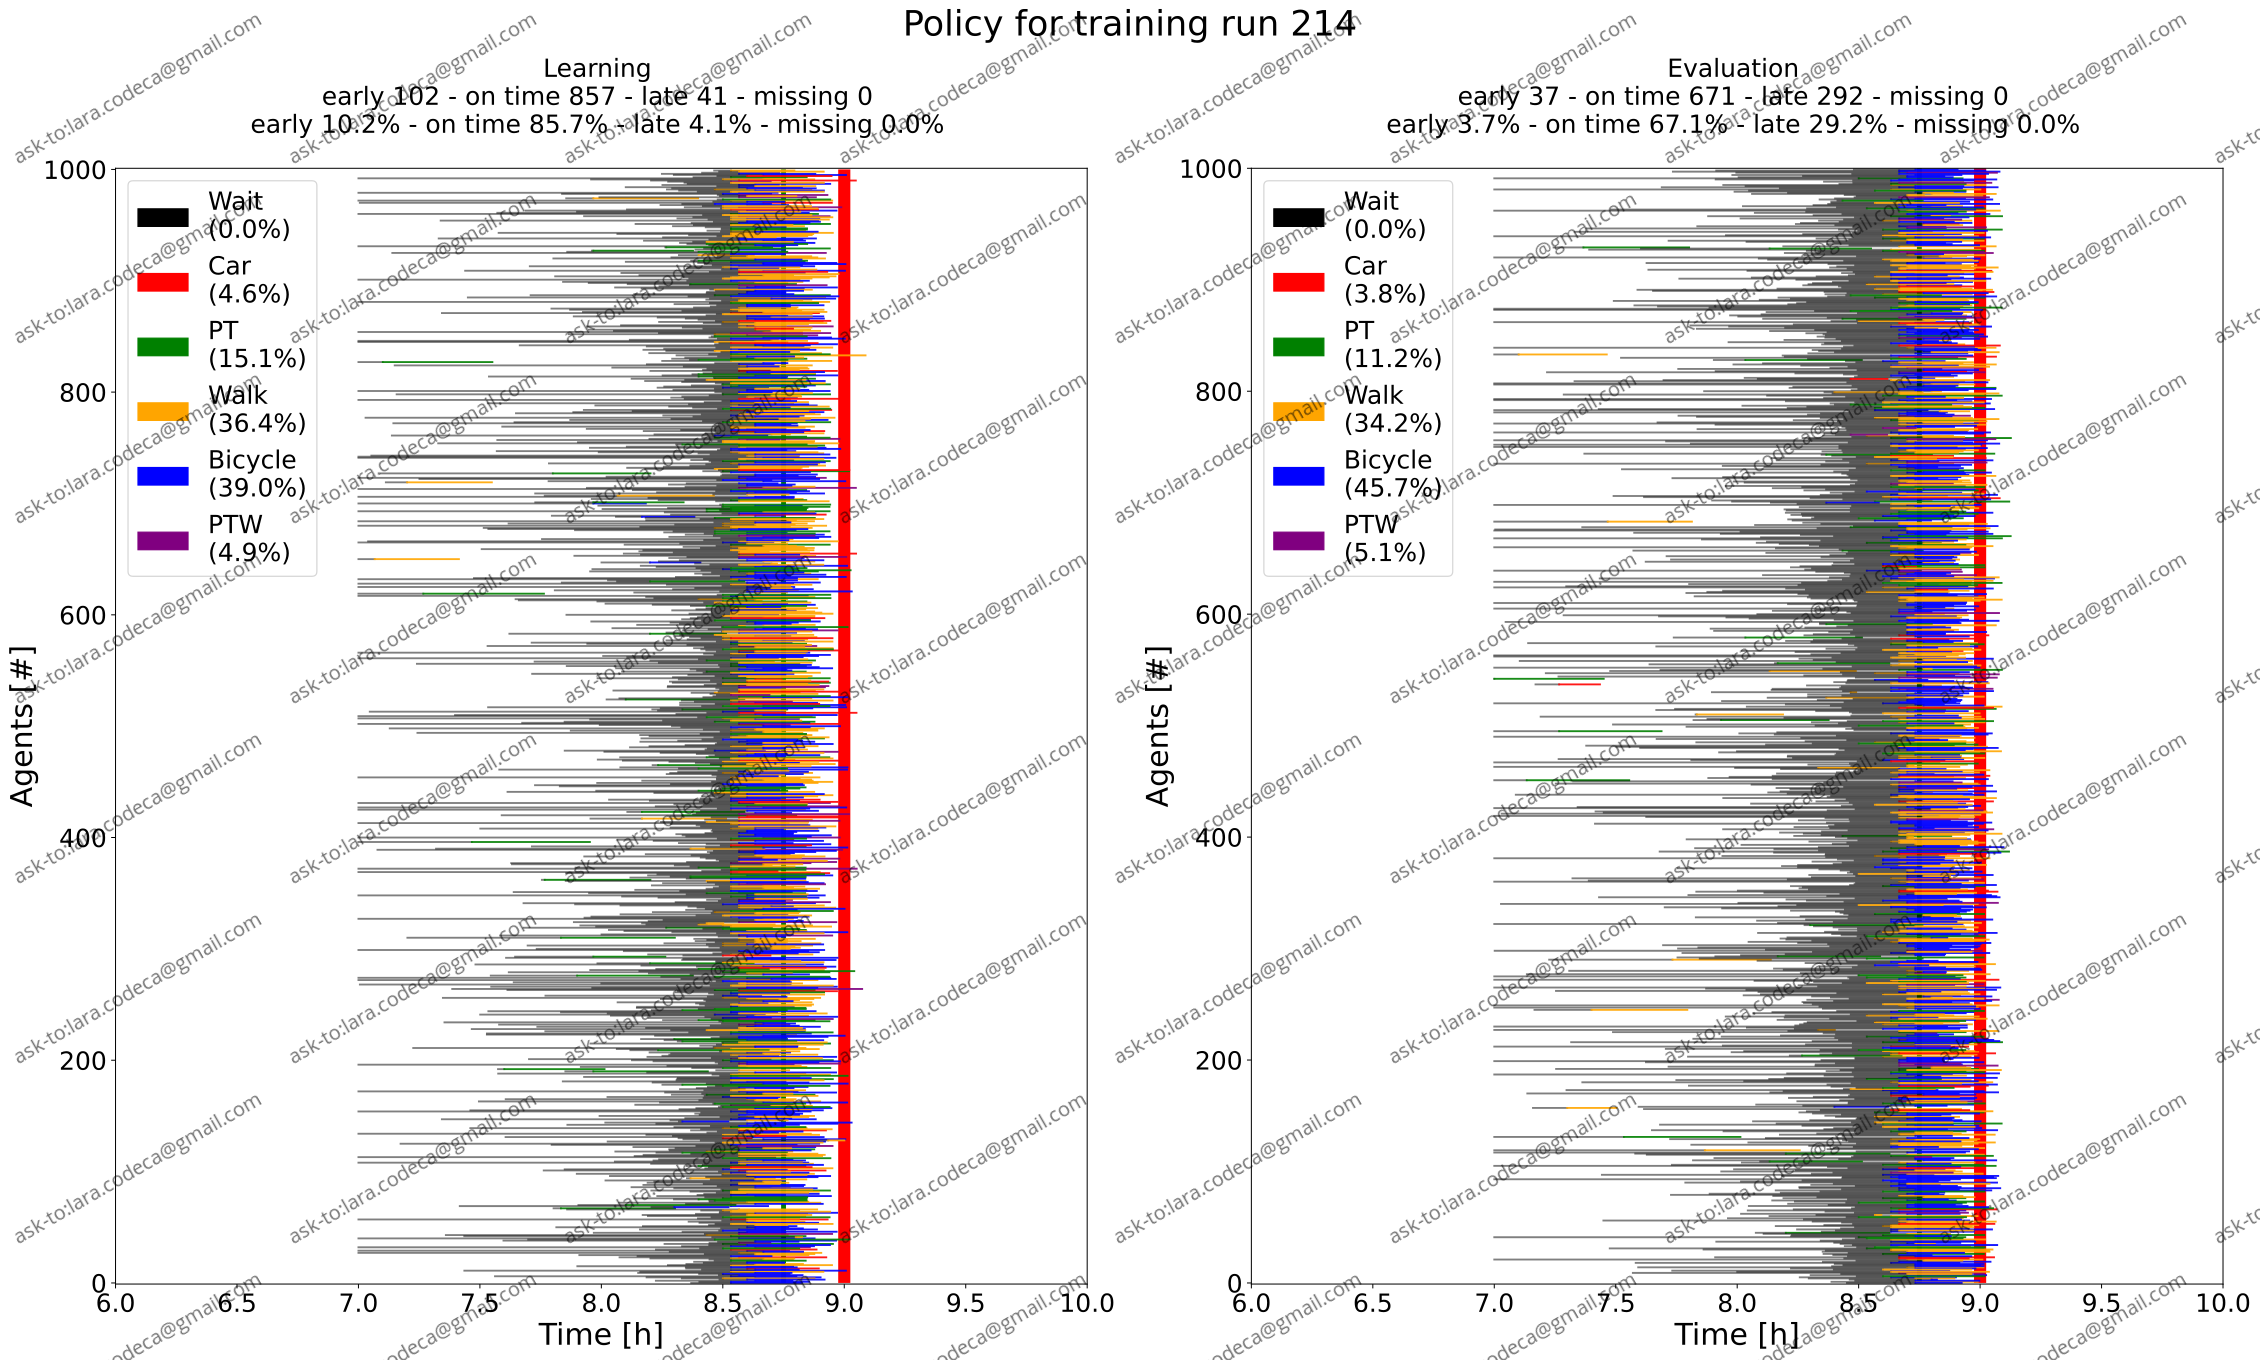 Policy for training run 214
Learning
early 102 - on time 857 - late 41 - missing 0
early 10.2% - on time 85.7% - late 4.1% - missing 0.0%
1000
800
600
400
200
0
Agents [#]
Wait
(0.0%)
Car
(4.6%)
PT
(15.1%)
Walk
(36.4%)
Bicycle
(39.0%)
PTW
(4.9%)
6.0 6.5 7.0 7.5 8.0 8.5 9.0 9.5 10.0
Time [h]
Evaluation
early 37 - on time 671 - late 292 - missing 0
early 3.7% - on time 67.1% - late 29.2% - missing 0.0%
1000
800
600
400
200
0
Agents [#]
Wait
(0.0%)
Car
(3.8%)
PT
(11.2%)
Walk
(34.2%)
Bicycle
(45.7%)
PTW
(5.1%)
6.0 6.5 7.0 7.5 8.0 8.5 9.0 9.5 10.0
Time [h]
ask-to:lara.codeca@gmail.com